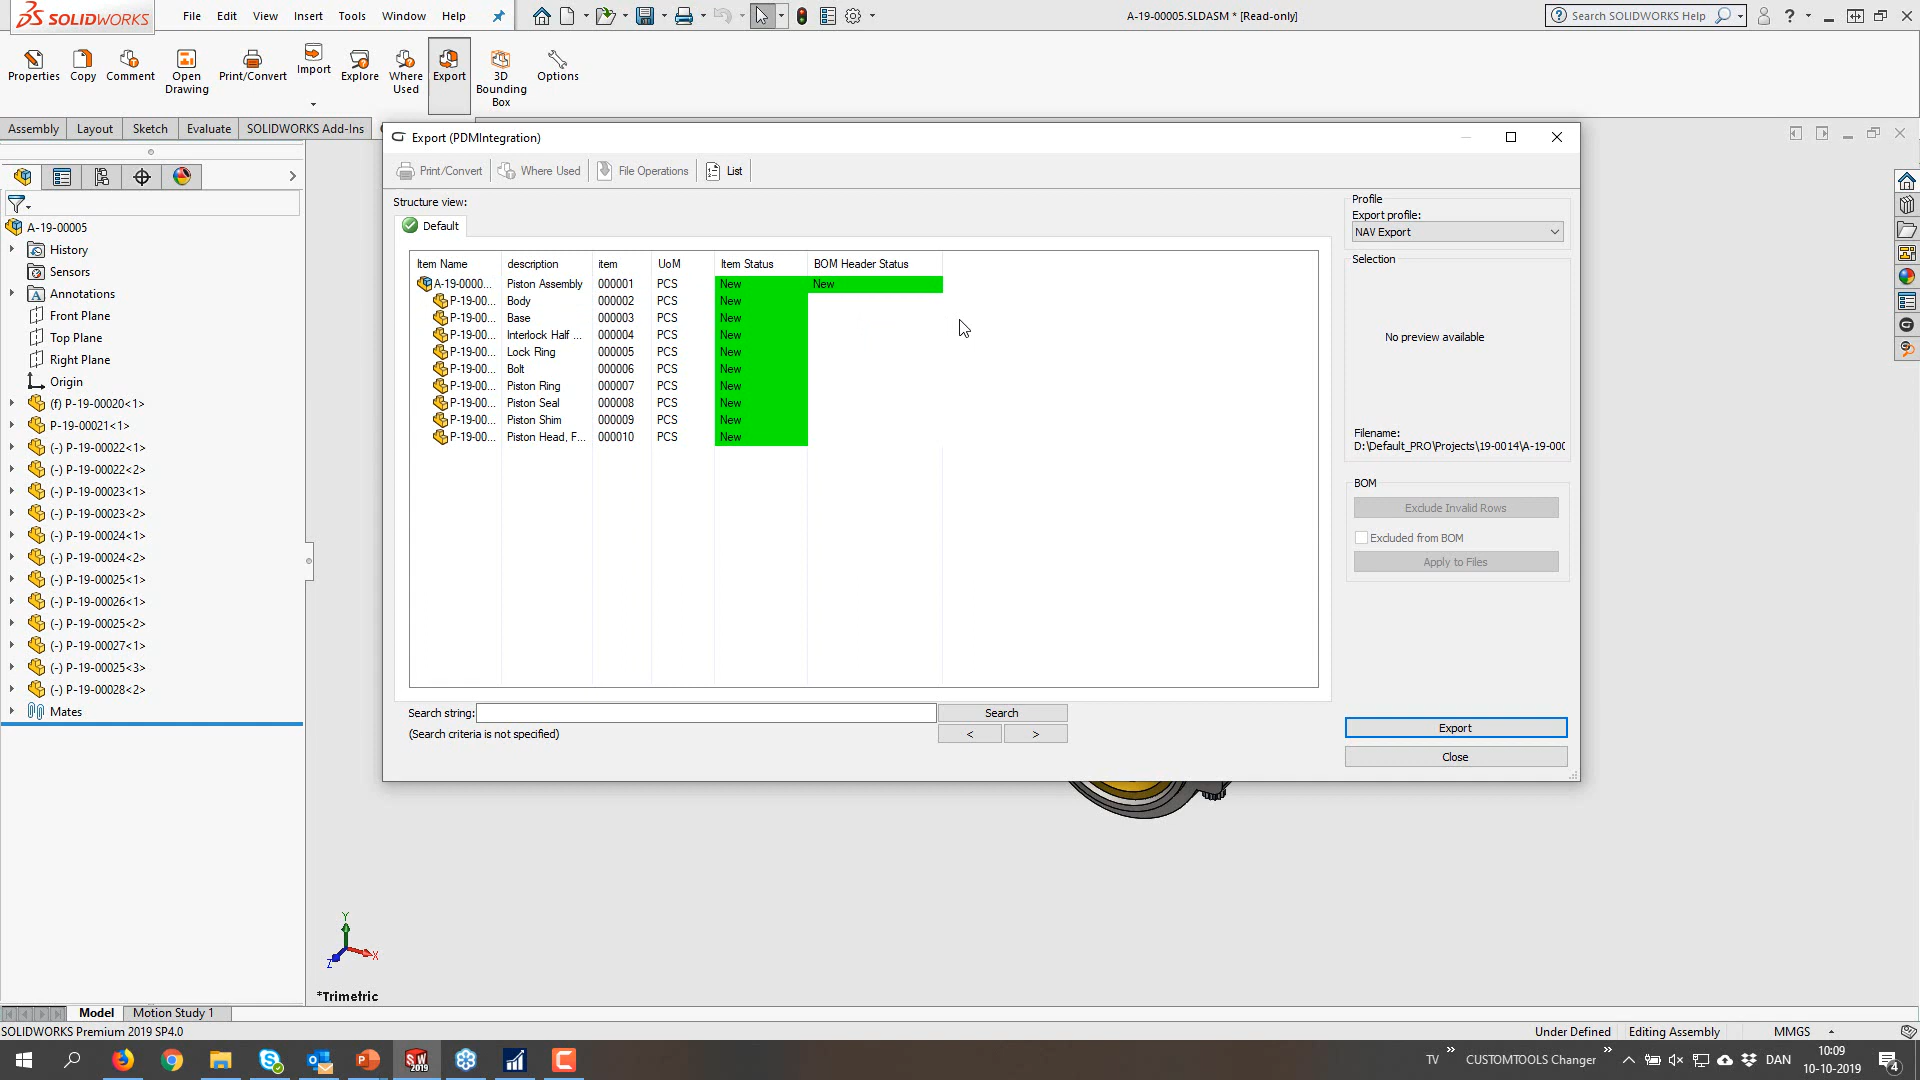 SOLIDWORKS
File Edit View Insert Tools Window Help
A-19-00005.SLDASM * [Read-only]
Search SOLIDWORKS Help
Properties Copy Comment Open Drawing Print/Convert Import Explore Where Used Export 3D Bounding Box Options
Assembly Layout Sketch Evaluate SOLIDWORKS Add-Ins
Export (PDMIntegration)
Print/Convert Where Used File Operations List
Structure view:
Default
Item Name description item UoM Item Status BOM Header Status
A-19-0000... Piston Assembly 000001 PCS New New
P-19-00... Body 000002 PCS New
P-19-00... Base 000003 PCS New
P-19-00... Interlock Half ... 000004 PCS New
P-19-00... Lock Ring 000005 PCS New
P-19-00... Bolt 000006 PCS New
P-19-00... Piston Ring 000007 PCS New
P-19-00... Piston Seal 000008 PCS New
P-19-00... Piston Shim 000009 PCS New
P-19-00... Piston Head, F... 000010 PCS New
Search string:
Search
(Search criteria is not specified)
< >
Profile
Export profile:
NAV Export
Selection
No preview available
Filename:
D:\Default_PRO\Projects\19-0014\A-19-000
BOM
Exclude Invalid Rows
Excluded from BOM
Apply to Files
Export
Close
A-19-00005
History
Sensors
Annotations
Front Plane
Top Plane
Right Plane
Origin
(f) P-19-00020<1>
P-19-00021<1>
(-) P-19-00022<1>
(-) P-19-00022<2>
(-) P-19-00023<1>
(-) P-19-00023<2>
(-) P-19-00024<1>
(-) P-19-00024<2>
(-) P-19-00025<1>
(-) P-19-00026<1>
(-) P-19-00025<2>
(-) P-19-00027<1>
(-) P-19-00025<3>
(-) P-19-00028<2>
Mates
Y
X
Z
*Trimetric
Model Motion Study 1
SOLIDWORKS Premium 2019 SP4.0
Under Defined Editing Assembly MMGS
SW 2019
TV CUSTOMTOOLS Changer DAN
10:09
10-10-2019
4